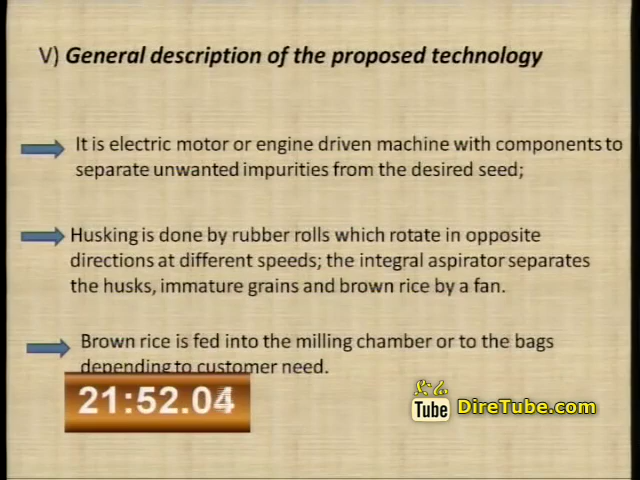 V) General description of the proposed technology
It is electric motor or engine driven machine with components to
separate unwanted impurities from the desired seed;
Husking is done by rubber rolls which rotate in opposite
directions at different speeds; the integral aspirator separates
the husks, immature grains and brown rice by a fan.
Brown rice is fed into the milling chamber or to the bags
depending to customer need.
21:52.04
ድሬ
Tube DireTube.com